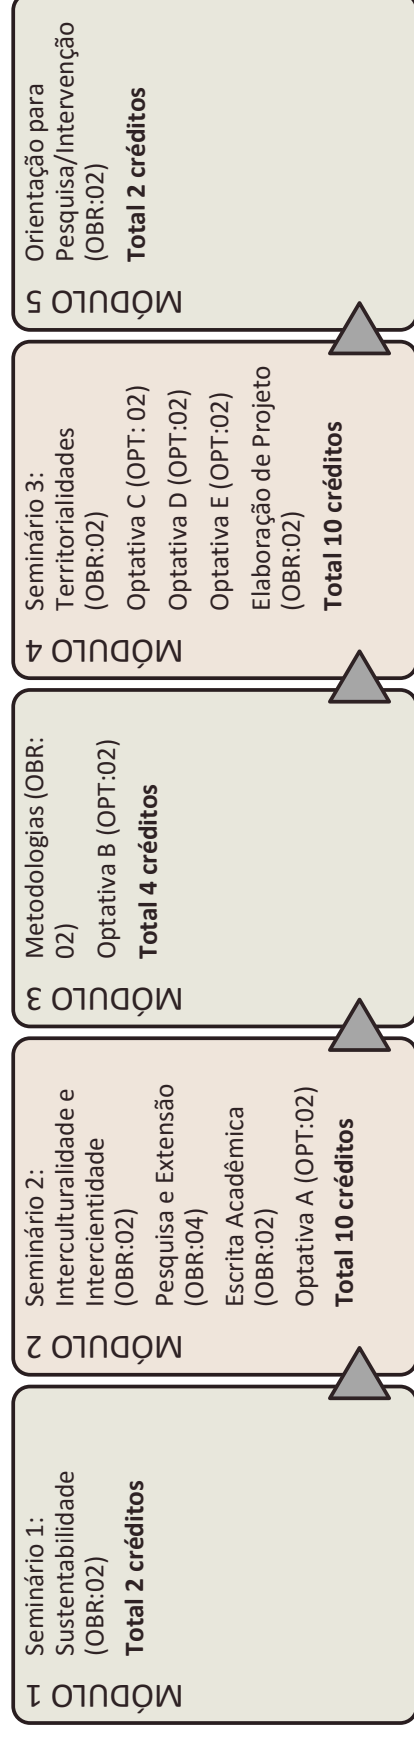 MÓDULO 1
Seminário 1:
Sustentabilidade
(OBR:02)
Total 2 créditos
MÓDULO 2
Seminário 2:
Interculturalidade e
Intercientidade
(OBR:02)
Pesquisa e Extensão
(OBR:04)
Escrita Acadêmica
(OBR:02)
Optativa A (OPT:02)
Total 10 créditos
MÓDULO 3
Metodologias (OBR:
02)
Optativa B (OPT:02)
Total 4 créditos
MÓDULO 4
Seminário 3:
Territorialidades
(OBR:02)
Optativa C (OPT: 02)
Optativa D (OPT:02)
Optativa E (OPT:02)
Elaboração de Projeto
(OBR:02)
Total 10 créditos
MÓDULO 5
Orientação para
Pesquisa/Intervenção
(OBR:02)
Total 2 créditos